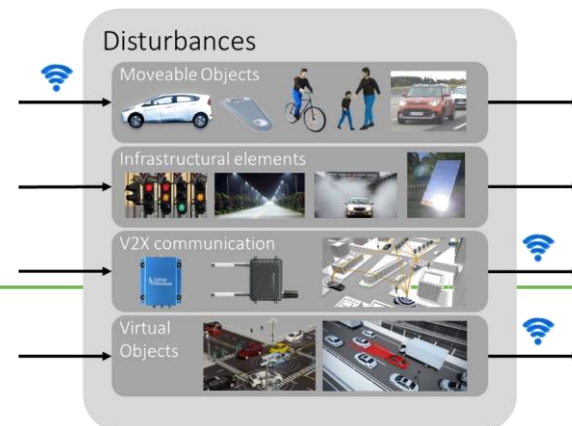 Disturbances
Moveable Objects
Infrastructural elements
V2X communication
Virtual
Objects